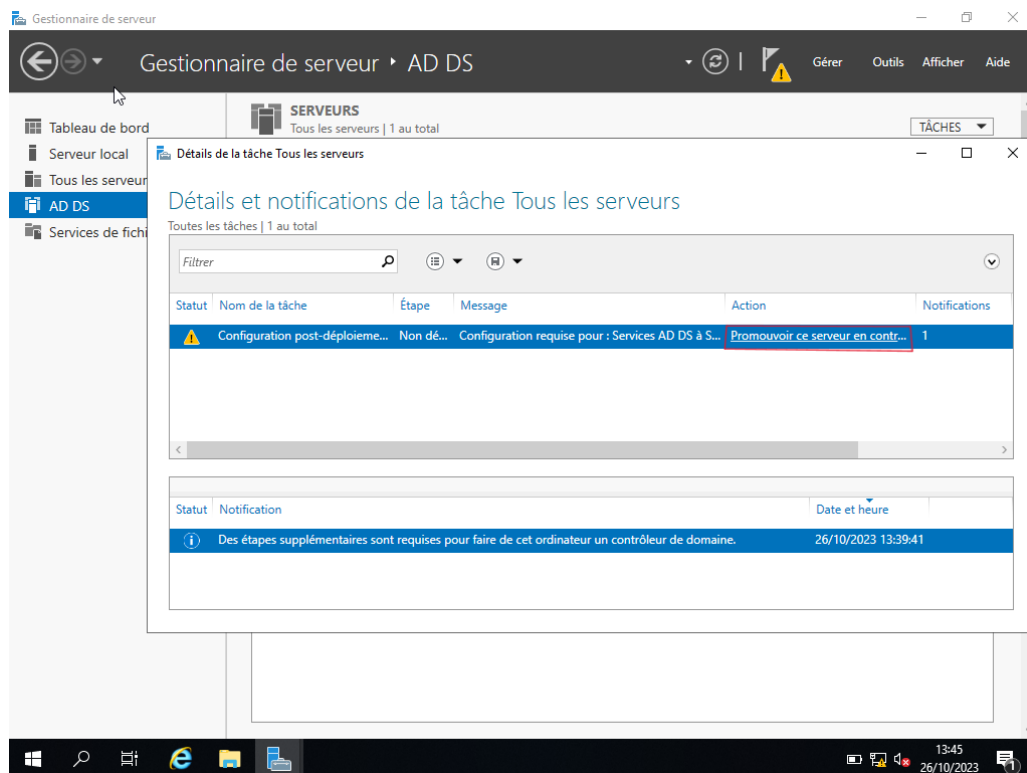 Gestionnaire de serveur
Gestionnaire de serveur • AD DS
Gérer Outils Afficher Aide
Tableau de bord
Serveur local
Tous les serveur
AD DS
Services de fichi
SERVEURS
Tous les serveurs | 1 au total
TÂCHES
Détails de la tâche Tous les serveurs
Détails et notifications de la tâche Tous les serveurs
Toutes les tâches | 1 au total
Filtrer
Statut Nom de la tâche Étape Message Action Notifications
Configuration post-déploieme... Non dé... Configuration requise pour : Services AD DS à S... Promouvoir ce serveur en contr... 1
Statut Notification Date et heure
Des étapes supplémentaires sont requises pour faire de cet ordinateur un contrôleur de domaine. 26/10/2023 13:39:41
13:45
26/10/2023
1